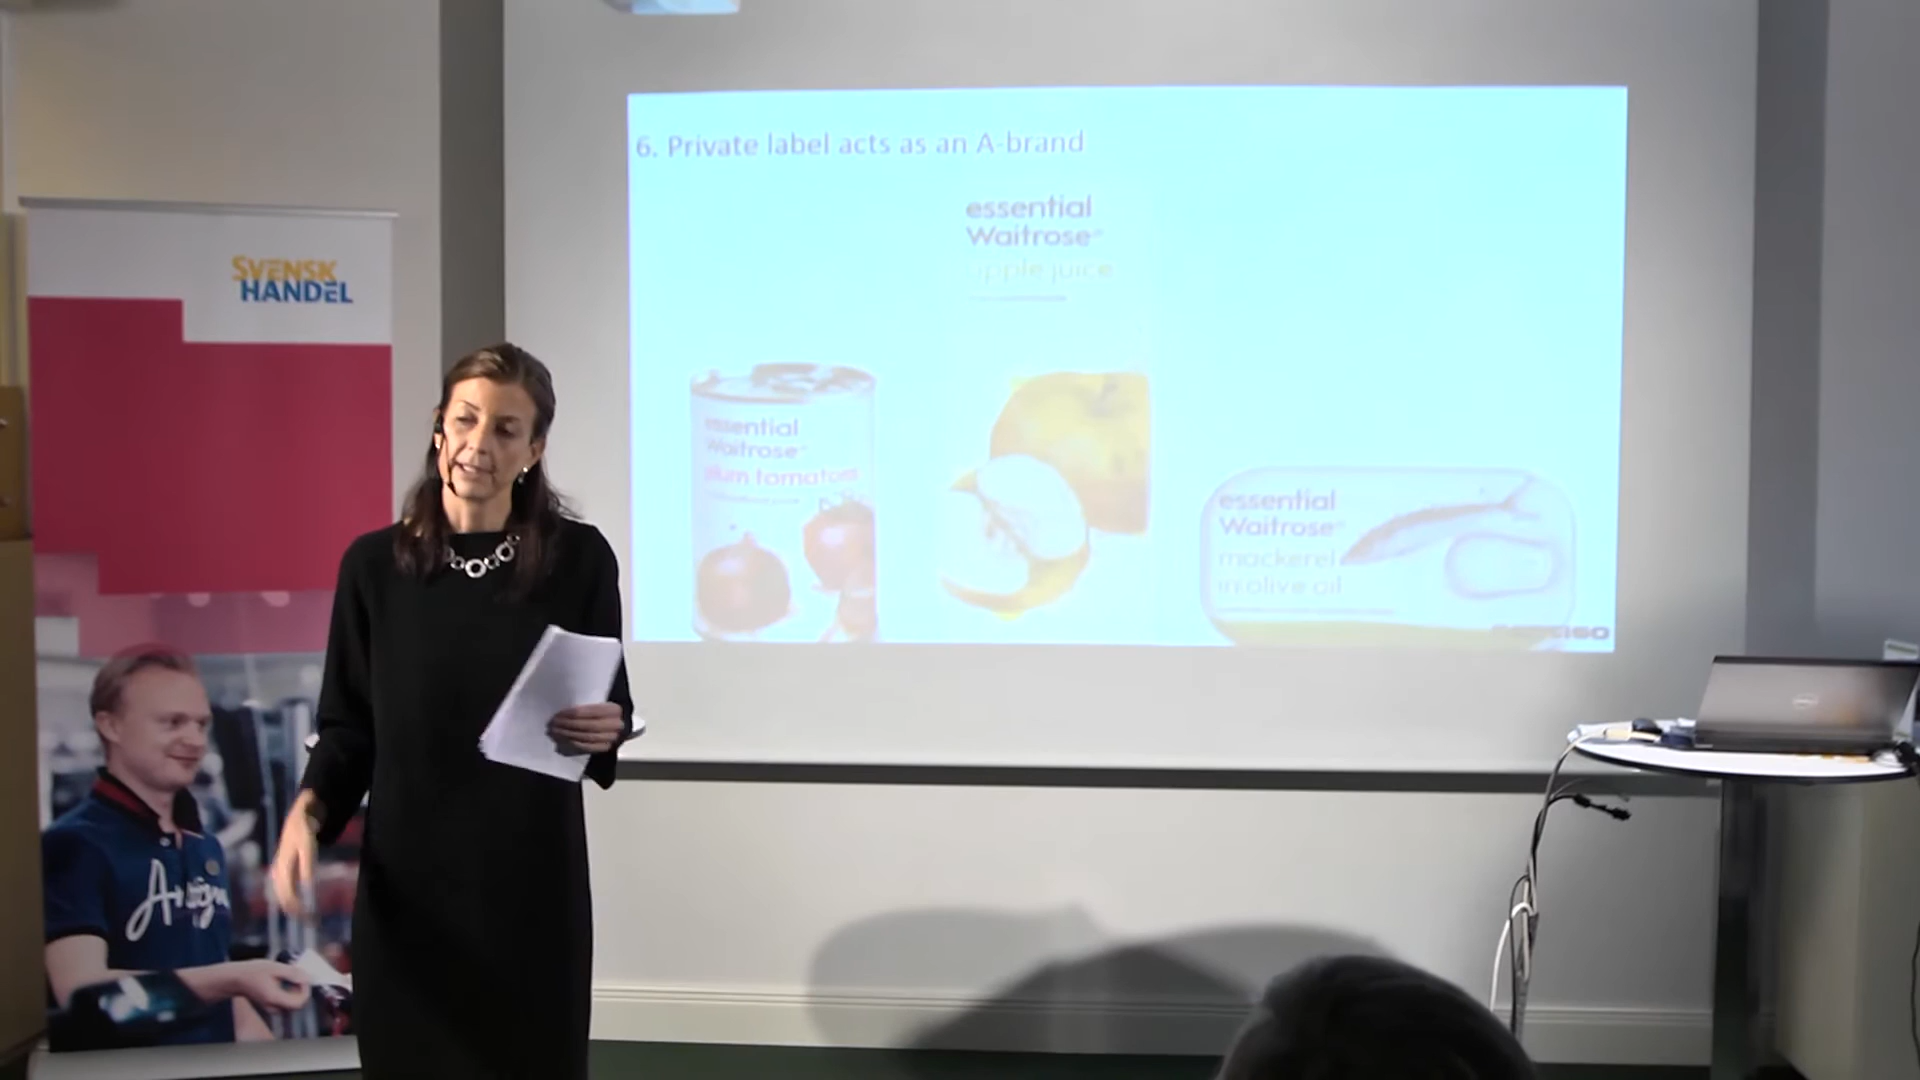 SVENSK
HANDEL
6. Private label acts as an A-brand
essential
Waitrose
apple juice
essential
Waitrose
plum tomatoes
essential
Waitrose
mackerel
in olive oil